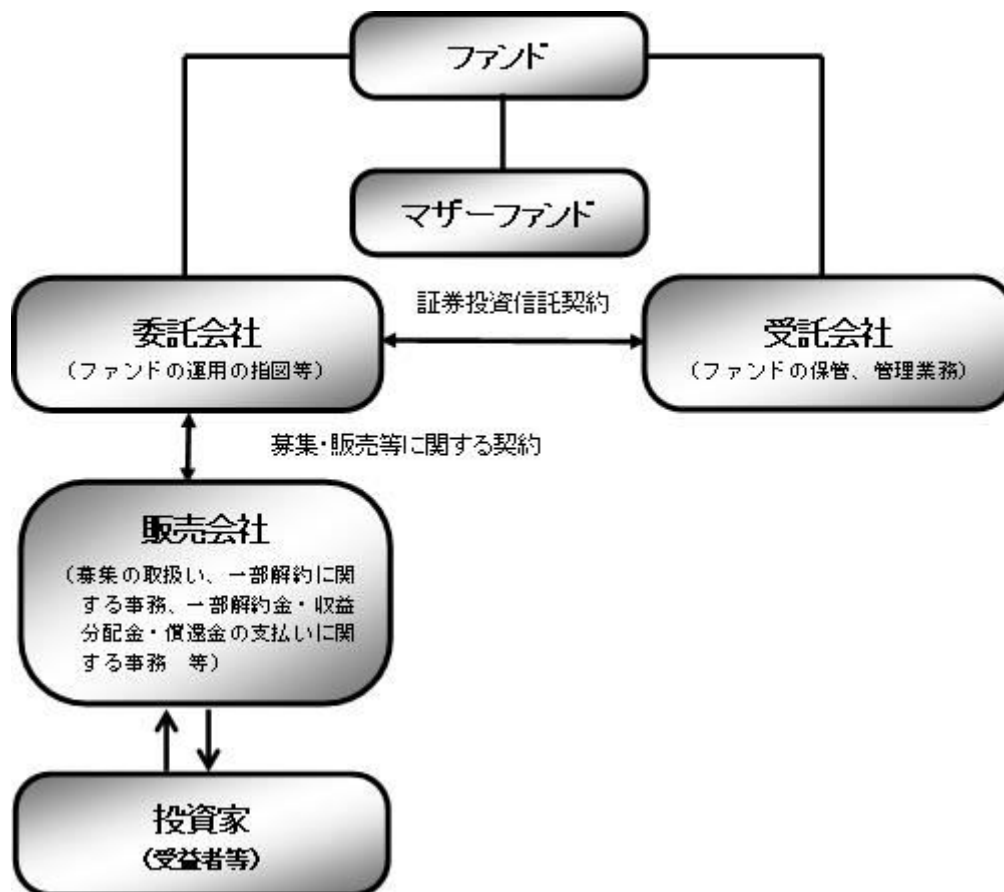 ファンド
マザーファンド
証券投資信託契約
委託会社
(ファンドの運用の指図等)
受託会社
(ファンドの保管、管理業務)
募集・販売等に関する契約
販売会社
(募集の取扱い、一部解約に関
する事務、一部解約金・収益
分配金・償還金の支払いに関
する事務　等)
投資家
(受益者等)